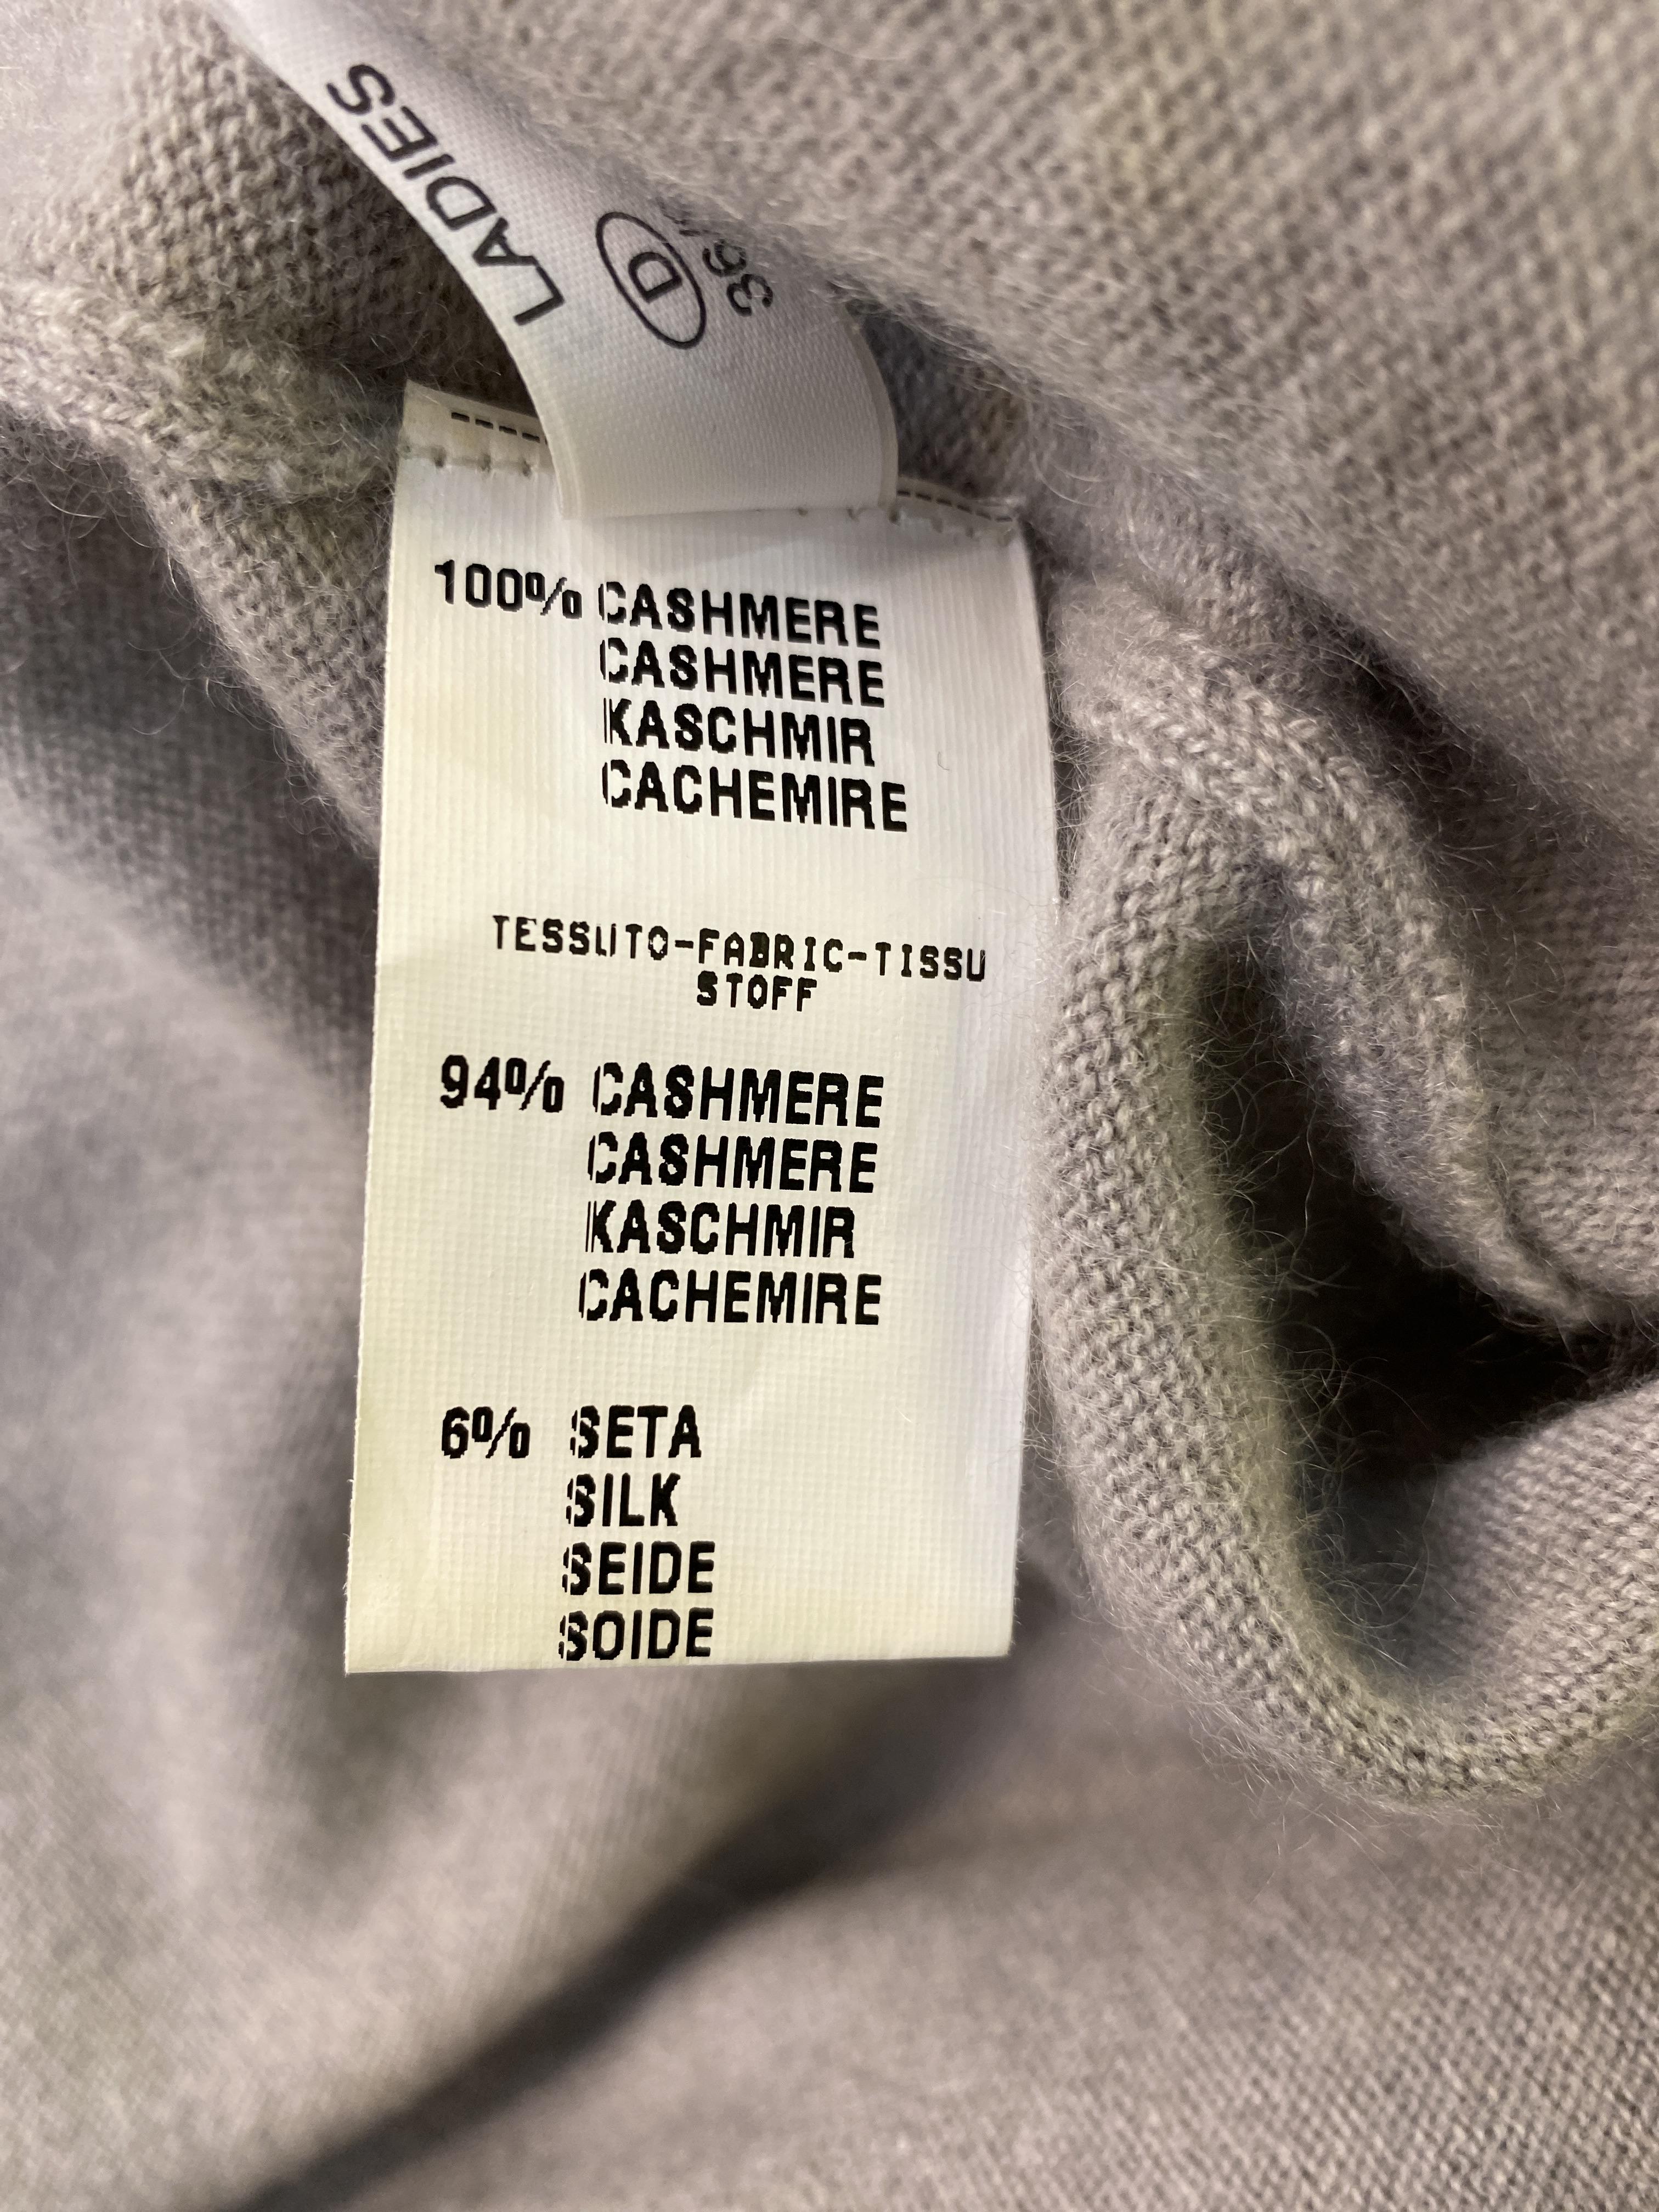 LADIES
D
36
100% CASHMERE
CASHMERE
KASCHMIR
CACHEMIRE
TESSUTO-FABRIC-TISSU
STOFF
94% CASHMERE
CASHMERE
KASCHMIR
CACHEMIRE
6% SETA
SILK
SEIDE
SOIDE